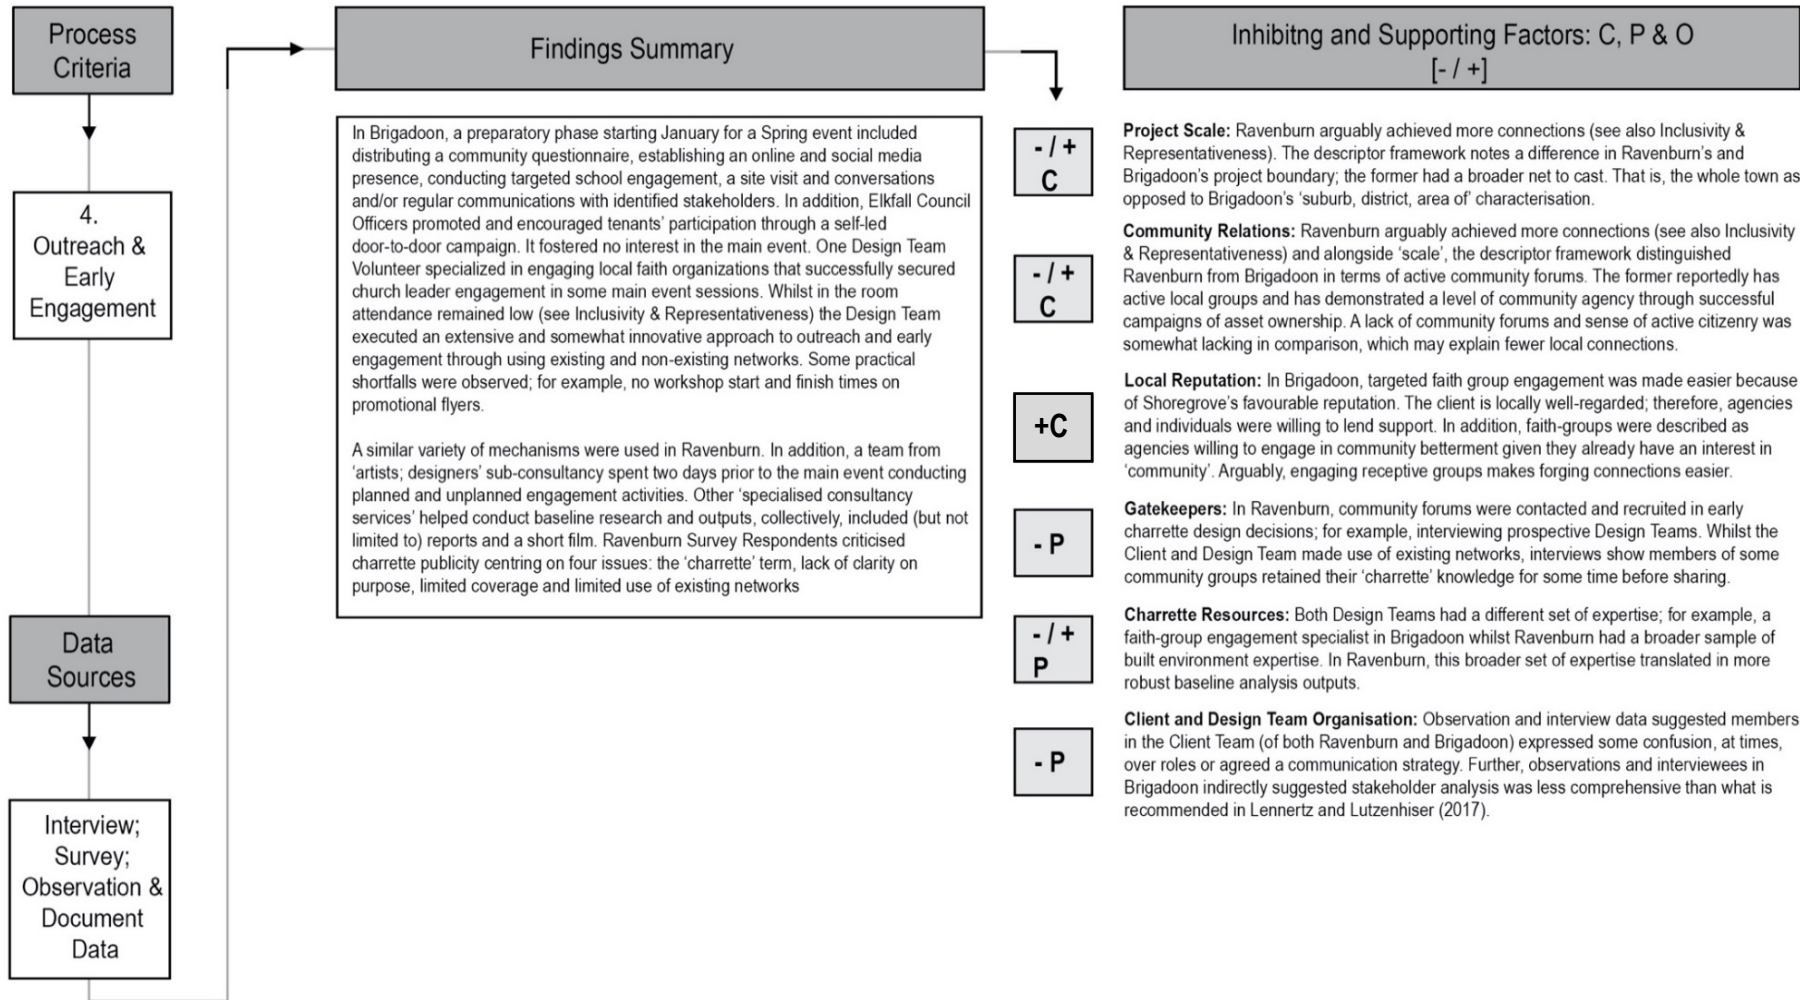 Process
Criteria
4.
Outreach &
Early
Engagement
Data
Sources
Interview;
Survey;
Observation &
Document
Data
Findings Summary
In Brigadoon, a preparatory phase starting January for a Spring event included
distributing a community questionnaire, establishing an online and social media
presence, conducting targeted school engagement, a site visit and conversations
and/or regular communications with identified stakeholders. In addition, Elkfall Council
Officers promoted and encouraged tenants' participation through a self-led
door-to-door campaign. It fostered no interest in the main event. One Design Team
Volunteer specialized in engaging local faith organizations that successfully secured
church leader engagement in some main event sessions. Whilst in the room
attendance remained low (see Inclusivity & Representativeness) the Design Team
executed an extensive and somewhat innovative approach to outreach and early
engagement through using existing and non-existing networks. Some practical
shortfalls were observed; for example, no workshop start and finish times on
promotional flyers.
A similar variety of mechanisms were used in Ravenburn. In addition, a team from
'artists; designers' sub-consultancy spent two days prior to the main event conducting
planned and unplanned engagement activities. Other 'specialised consultancy
services' helped conduct baseline research and outputs, collectively, included (but not
limited to) reports and a short film. Ravenburn Survey Respondents criticised
charrette publicity centring on four issues: the 'charrette' term, lack of clarity on
purpose, limited coverage and limited use of existing networks
Inhibitng and Supporting Factors: C, P & O
[- / +]
- / +
C
Project Scale: Ravenburn arguably achieved more connections (see also Inclusivity &
Representativeness). The descriptor framework notes a difference in Ravenburn's and
Brigadoon's project boundary; the former had a broader net to cast. That is, the whole town as
opposed to Brigadoon's 'suburb, district, area of' characterisation.
- / +
C
Community Relations: Ravenburn arguably achieved more connections (see also Inclusivity
& Representativeness) and alongside 'scale', the descriptor framework distinguished
Ravenburn from Brigadoon in terms of active community forums. The former reportedly has
active local groups and has demonstrated a level of community agency through successful
campaigns of asset ownership. A lack of community forums and sense of active citizenry was
somewhat lacking in comparison, which may explain fewer local connections.
+C
Local Reputation: In Brigadoon, targeted faith group engagement was made easier because
of Shoregrove's favourable reputation. The client is locally well-regarded; therefore, agencies
and individuals were willing to lend support. In addition, faith-groups were described as
agencies willing to engage in community betterment given they already have an interest in
'community'. Arguably, engaging receptive groups makes forging connections easier.
- P
Gatekeepers: In Ravenburn, community forums were contacted and recruited in early
charrette design decisions; for example, interviewing prospective Design Teams. Whilst the
Client and Design Team made use of existing networks, interviews show members of some
community groups retained their 'charrette' knowledge for some time before sharing.
- / +
P
Charrette Resources: Both Design Teams had a different set of expertise; for example, a
faith-group engagement specialist in Brigadoon whilst Ravenburn had a broader sample of
built environment expertise. In Ravenburn, this broader set of expertise translated in more
robust baseline analysis outputs.
- P
Client and Design Team Organisation: Observation and interview data suggested members
in the Client Team (of both Ravenburn and Brigadoon) expressed some confusion, at times,
over roles or agreed a communication strategy. Further, observations and interviewees in
Brigadoon indirectly suggested stakeholder analysis was less comprehensive than what is
recommended in Lennertz and Lutzenhiser (2017).